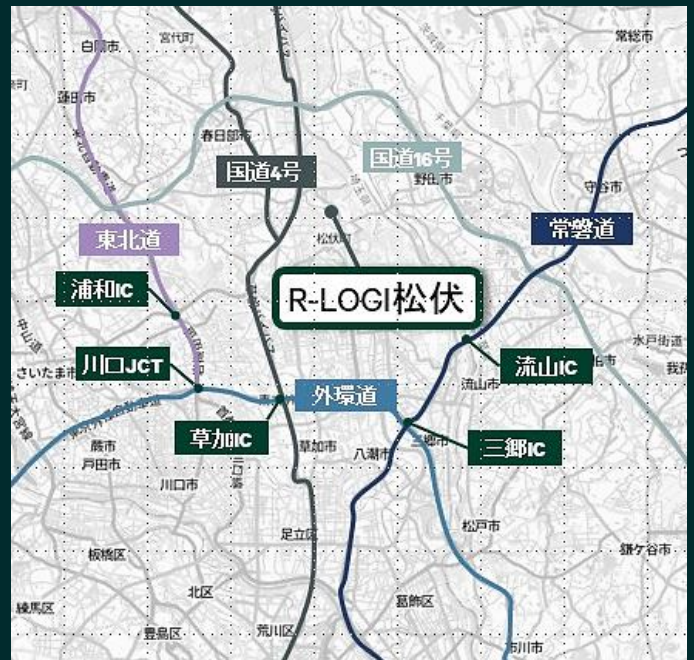 白岡市
宮代町
常総市
蓮田市
春日部市
国道4号
国道16号
野田市
守谷市
東北道
松伏町
常磐道
浦和IC
R-LOGI松伏
水戸街道
中山道
さいたま市
川口JCT
流山IC
流山市
外環道
草加IC
草加市
八潮市
三郷市
三郷IC
蕨市
戸田市
川口市
足立区
松戸市
板橋区
鎌ケ谷市
北区
葛飾区
練馬区
豊島区
荒川区
市川市